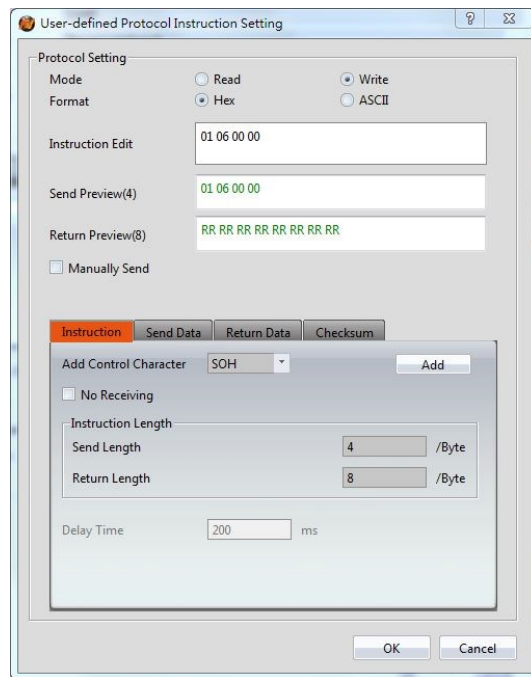 User-defined Protocol Instruction Setting
Protocol Setting
Mode Read Write
Format Hex ASCII
Instruction Edit 01 06 00 00
Send Preview(4) 01 06 00 00
Return Preview(8) RR RR RR RR RR RR RR RR
Manually Send
Instruction Send Data Return Data Checksum
Add Control Character SOH Add
No Receiving
Instruction Length
Send Length 4 /Byte
Return Length 8 /Byte
Delay Time 200 ms
OK Cancel